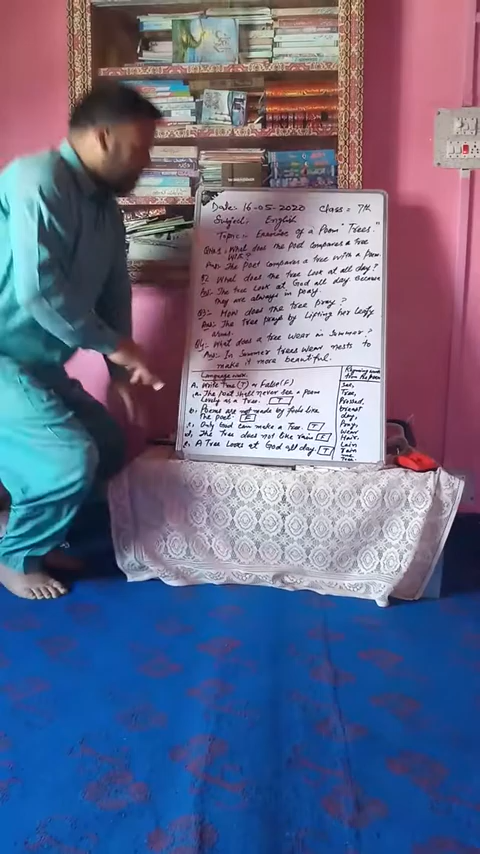 Date:- 16-05-2020 Class = 7th
Subject:- English
Topic:- Exercise of a Poem "Trees."
Q No 1:- What does the poet compares a tree with?
Ans: The poet compares a tree with a poem.
Q2:- What does the tree look at all day?
Ans:- The tree look at God all day. Because
they are always in pray.
Q3:- How does the tree pray?
Ans: The tree prays by Lifting her Leafy
Arms.
Q4:- What does a tree wear in Summer?
Ans:- In Summer trees wear nests to
make it more beautiful.
Language work:
A. Write true (T) or False (F)
a. The poet shall never see a poem
Lovely as a tree. T
b. Poems are not made by fools like
the poet. F
c. Only God can make a Tree. T
d. The tree does not like rain F
e. A Tree Looks at God all day. T
Rhyming words
from the poem
See,
Tree,
Pressed,
breast
day,
Pray,
Wear
Hair.
Lain
rain
Tree.